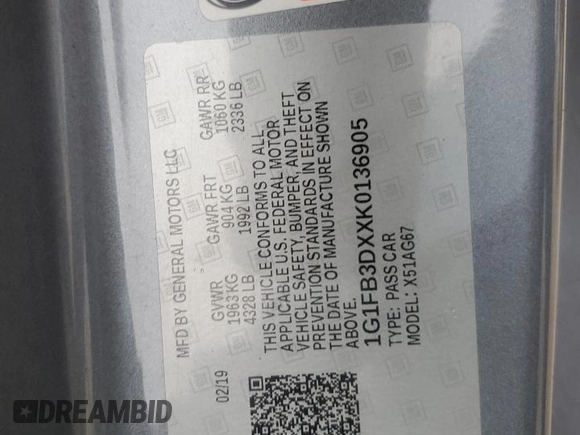 MFD BY GENERAL MOTORS LLC
GVWR GAWR FRT GAWR RR
1963 KG 904 KG 1060 KG
4328 LB 1992 LB 2336 LB
THIS VEHICLE CONFORMS TO ALL
APPLICABLE U.S. FEDERAL MOTOR
VEHICLE SAFETY, BUMPER, AND THEFT
PREVENTION STANDARDS IN EFFECT ON
THE DATE OF MANUFACTURE SHOWN
ABOVE.
02/19
1G1FB3DXXK0136905
TYPE: PASS CAR
MODEL: X51AG67
GM
DREAMBID